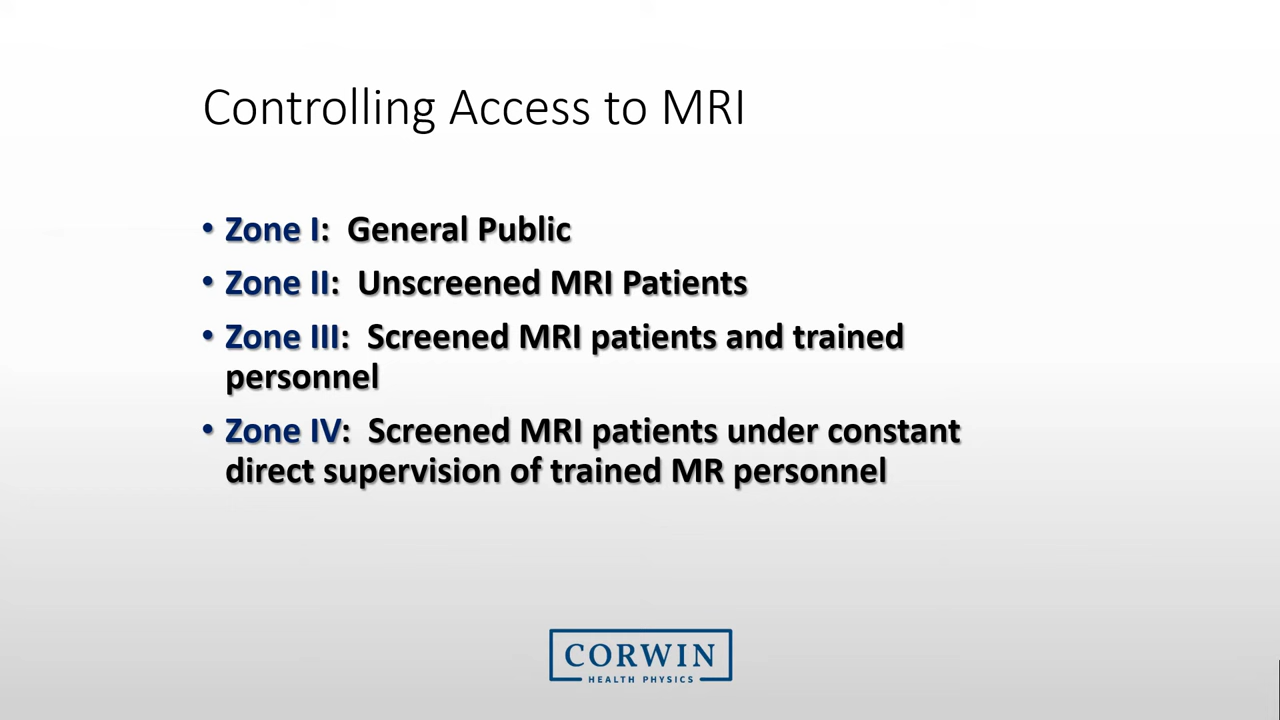 Controlling Access to MRI
• Zone I: General Public
• Zone II: Unscreened MRI Patients
• Zone III: Screened MRI patients and trained
personnel
• Zone IV: Screened MRI patients under constant
direct supervision of trained MR personnel
CORWIN
HEALTH PHYSICS